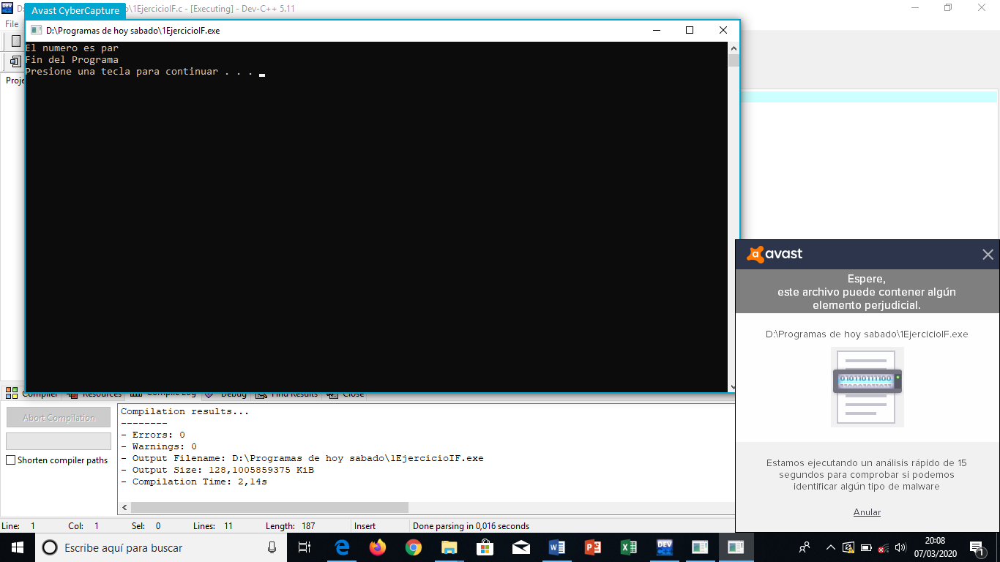 D:
Avast CyberCapture
\1EjercicioIF.c - [Executing] - Dev-C++ 5.11
File
D:\Programas de hoy sabado\1EjercicioIF.exe
El numero es par
Fin del Programa
Presione una tecla para continuar . . .
Proje
avast
Espere,
este archivo puede contener algún
elemento perjudicial.
D:\Programas de hoy sabado\1EjercicioIF.exe
010110111100
Estamos ejecutando un análisis rápido de 15
segundos para comprobar si podemos
identificar algún tipo de malware
Anular
Compiler
Resources
Compile Log
Debug
Find Results
Close
Abort Compilation
Shorten compiler paths
Compilation results...
--------
- Errors: 0
- Warnings: 0
- Output Filename: D:\Programas de hoy sabado\1EjercicioIF.exe
- Output Size: 128,1005859375 KiB
- Compilation Time: 2,14s
Line: 1 Col: 1 Sel: 0 Lines: 11 Length: 187 Insert Done parsing in 0,016 seconds
Escribe aquí para buscar
DEV
20:08
07/03/2020
1